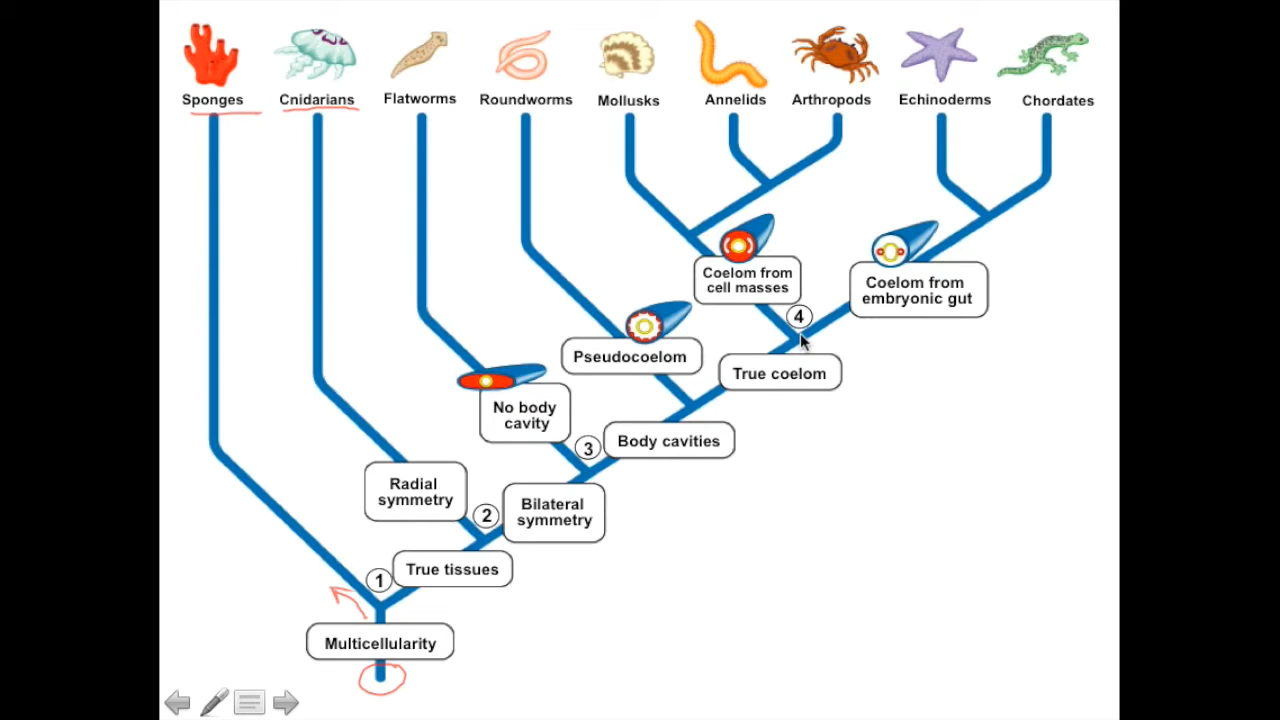 Sponges
Cnidarians
Flatworms
Roundworms
Mollusks
Annelids
Arthropods
Echinoderms
Chordates
Coelom from
cell masses
Coelom from
embryonic gut
4
Pseudocoelom
True coelom
No body
cavity
3
Body cavities
Radial
symmetry
2
Bilateral
symmetry
1
True tissues
Multicellularity